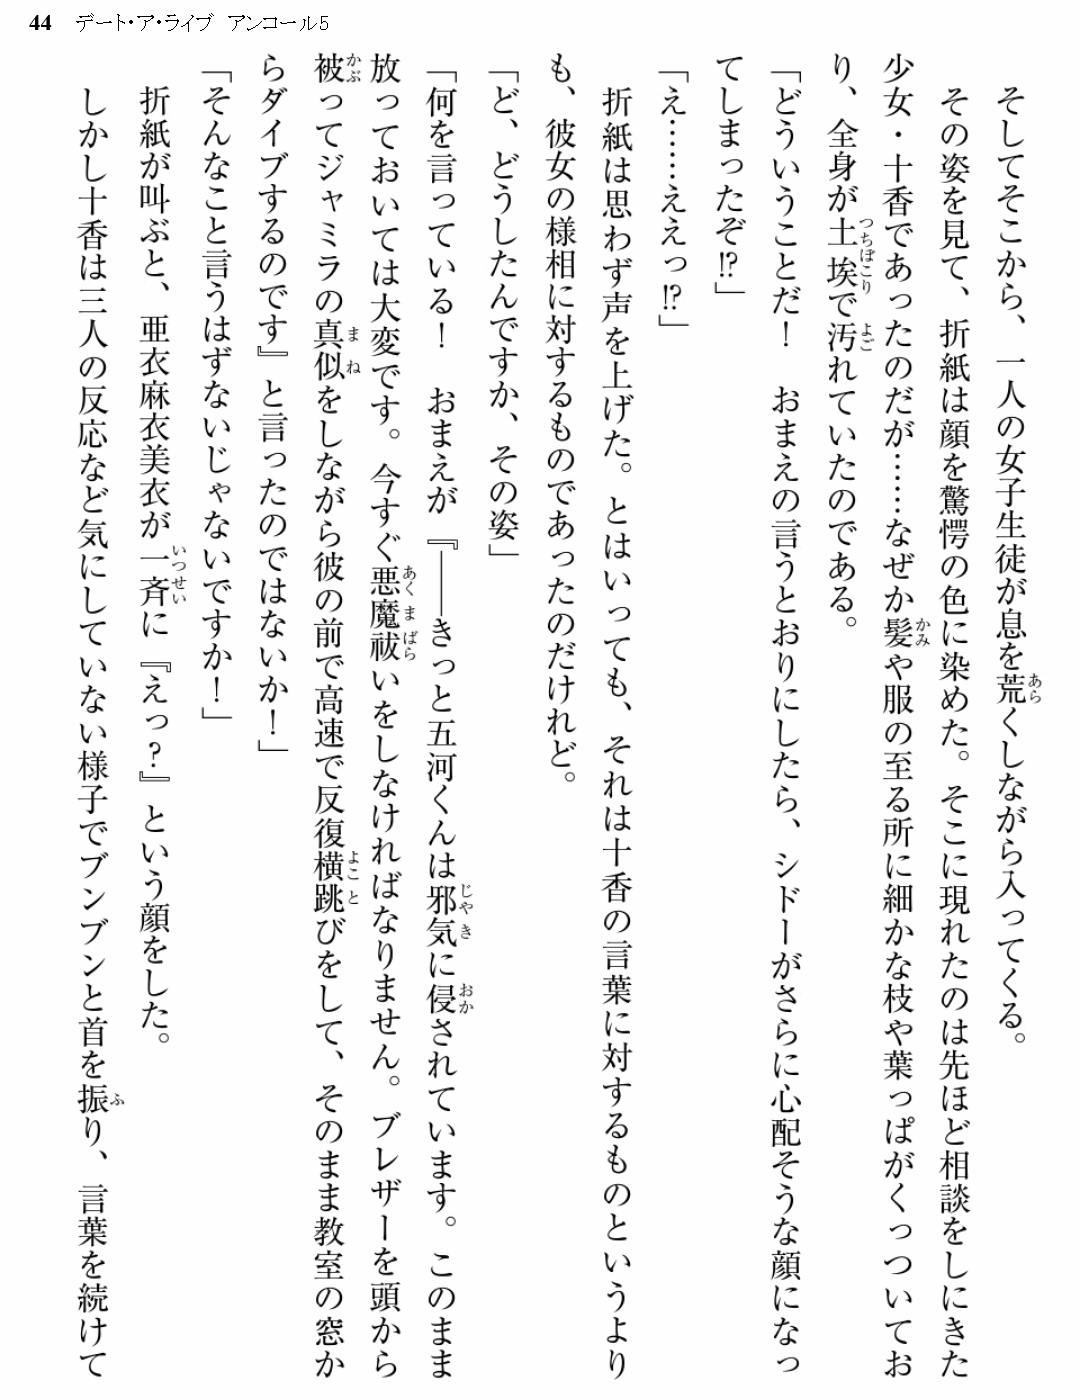 44 デート・ア・ライブ アンコール5
　そしてそこから、一人の女子生徒が息を荒くしながら入ってくる。
　その姿を見て、折紙は顔を驚愕の色に染めた。そこに現れたのは先ほど相談をしにきた
少女・十香であったのだが……なぜか髪や服の至る所に細かな枝や葉っぱがくっついてお
り、全身が土埃で汚れていたのである。
「どういうことだ！　おまえの言うとおりにしたら、シドーがさらに心配そうな顔になっ
てしまったぞ!?」
「え……ええっ!?」
　折紙は思わず声を上げた。とはいっても、それは十香の言葉に対するものというより
も、彼女の様相に対するものであったのだけれど。
「ど、どうしたんですか、その姿」
「何を言っている！　おまえが『――きっと五河くんは邪気に侵されています。このまま
放っておいては大変です。今すぐ悪魔祓いをしなければなりません。ブレザーを頭から
被ってジャミラの真似をしながら彼の前で高速で反復横跳びをして、そのまま教室の窓か
らダイブするのです』と言ったのではないか！」
「そんなこと言うはずないじゃないですか！」
　折紙が叫ぶと、亜衣麻衣美衣が一斉に『えっ？』という顔をした。
　しかし十香は三人の反応など気にしていない様子でブンブンと首を振り、言葉を続けて